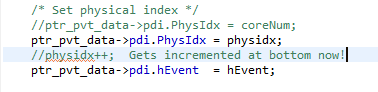 /* Set physical index */
//ptr_pvt_data->pdi.PhysIdx = coreNum;
ptr_pvt_data->pdi.PhysIdx = physidx;
//physidx++;  Gets incremented at bottom now!
ptr_pvt_data->pdi.hEvent  = hEvent;